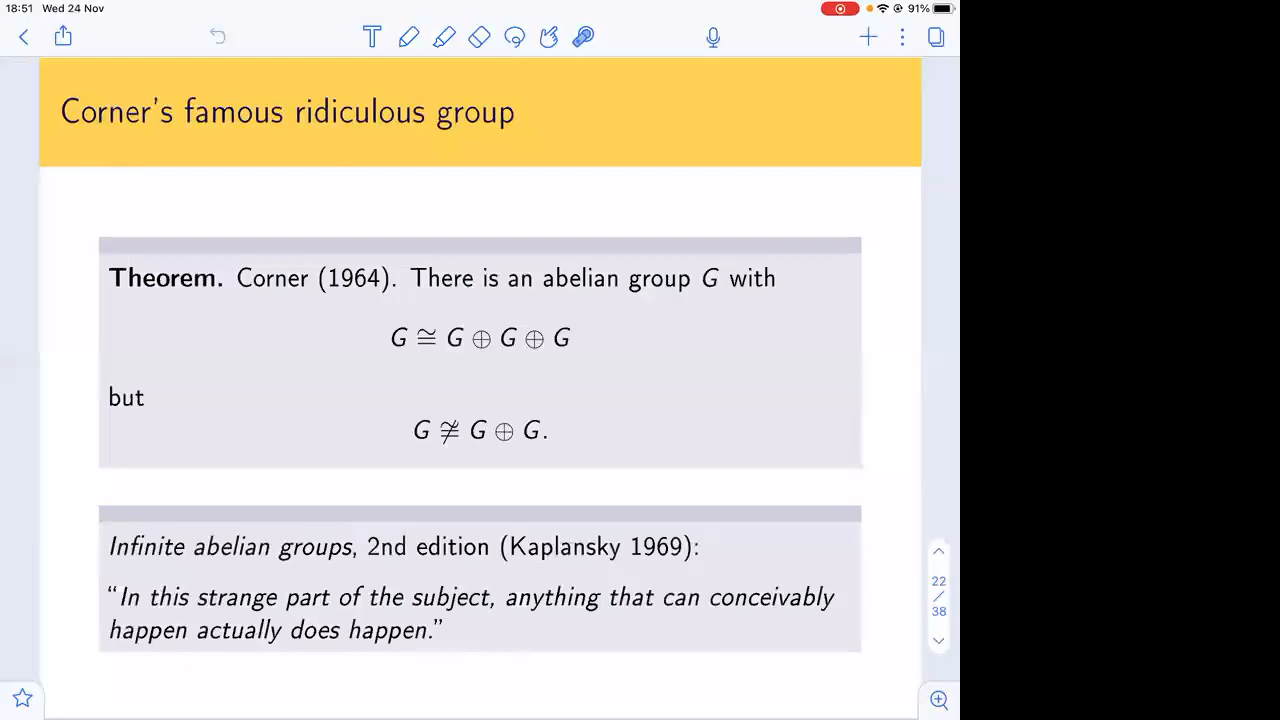 18:51 Wed 24 Nov 91%
Corner's famous ridiculous group
Theorem. Corner (1964). There is an abelian group G with
G ≅ G ⊕ G ⊕ G
but
G ≇ G ⊕ G.
Infinite abelian groups, 2nd edition (Kaplansky 1969):
“In this strange part of the subject, anything that can conceivably
happen actually does happen.”
22
/
38